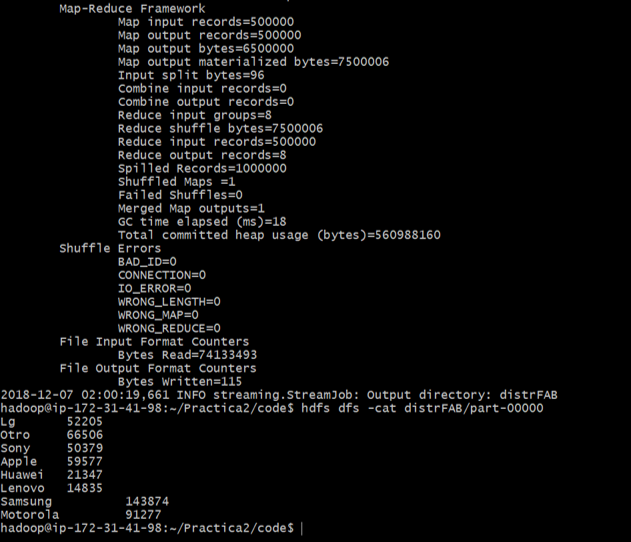 Map-Reduce Framework
Map input records=500000
Map output records=500000
Map output bytes=6500000
Map output materialized bytes=7500006
Input split bytes=96
Combine input records=0
Combine output records=0
Reduce input groups=8
Reduce shuffle bytes=7500006
Reduce input records=500000
Reduce output records=8
Spilled Records=1000000
Shuffled Maps =1
Failed Shuffles=0
Merged Map outputs=1
GC time elapsed (ms)=18
Total committed heap usage (bytes)=560988160
Shuffle Errors
BAD_ID=0
CONNECTION=0
IO_ERROR=0
WRONG_LENGTH=0
WRONG_MAP=0
WRONG_REDUCE=0
File Input Format Counters
Bytes Read=74133493
File Output Format Counters
Bytes Written=115
2018-12-07 02:00:19,661 INFO streaming.StreamJob: Output directory: distrFAB
hadoop@ip-172-31-41-98:~/Practica2/code$ hdfs dfs -cat distrFAB/part-00000
Lg 52205
Otro 66506
Sony 50379
Apple 59577
Huawei 21347
Lenovo 14835
Samsung 143874
Motorola 91277
hadoop@ip-172-31-41-98:~/Practica2/code$